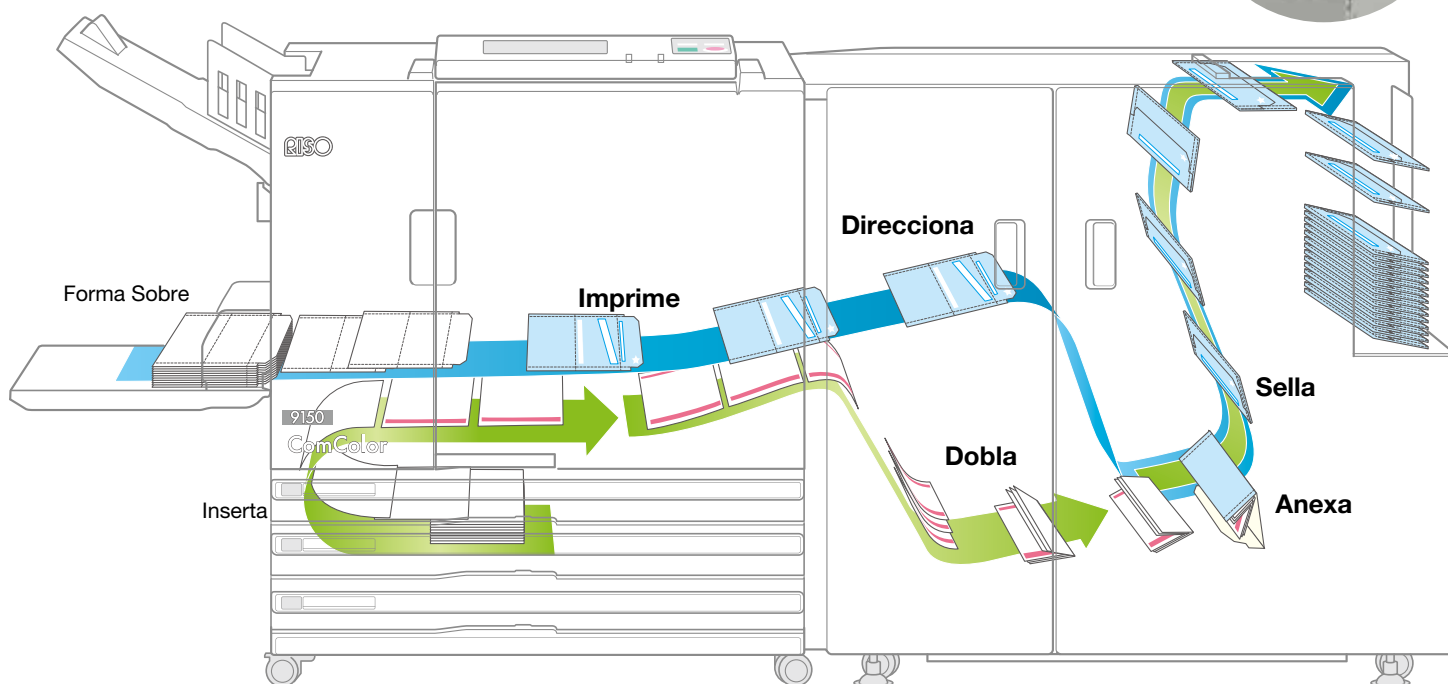 RISO
Direcciona
Forma Sobre
Imprime
Sella
9150
ComColor
Dobla
Inserta
Anexa